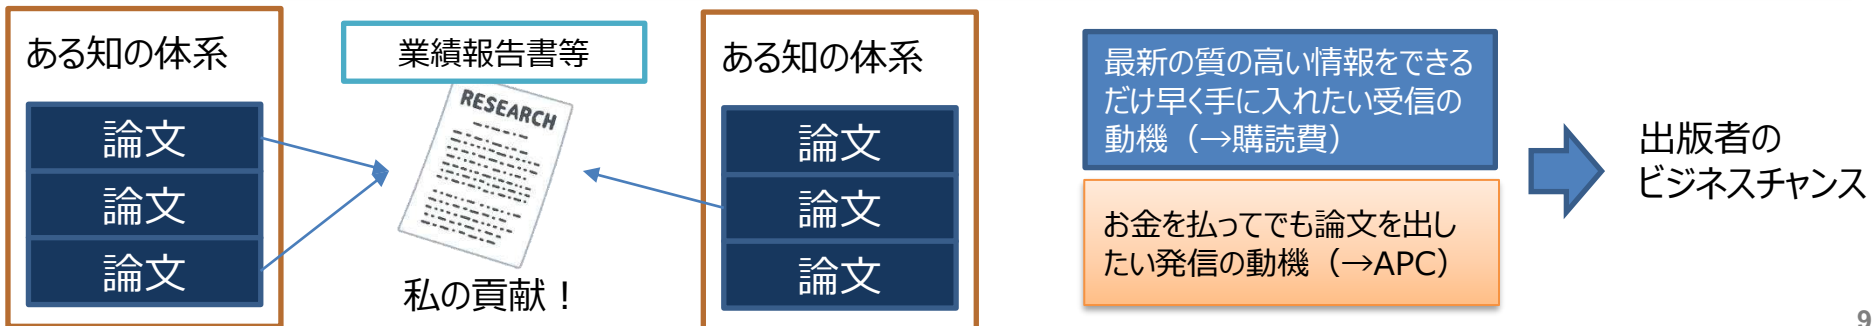 ある知の体系
論文
論文
論文
業績報告書等
RESEARCH
私の貢献！
ある知の体系
論文
論文
論文
最新の質の高い情報をできる
だけ早く手に入れたい受信の
動機（→購読費）
お金を払ってでも論文を出し
たい発信の動機（→APC）
出版者の
ビジネスチャンス
9